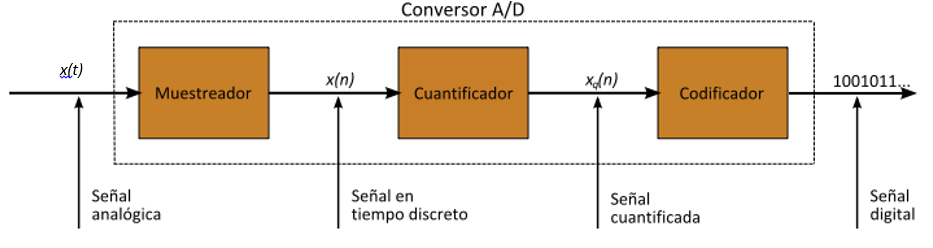 Conversor A/D
x(t)
Muestreador
x(n)
Cuantificador
xq(n)
Codificador
1001011...
Señal
analógica
Señal en
tiempo discreto
Señal
cuantificada
Señal
digital